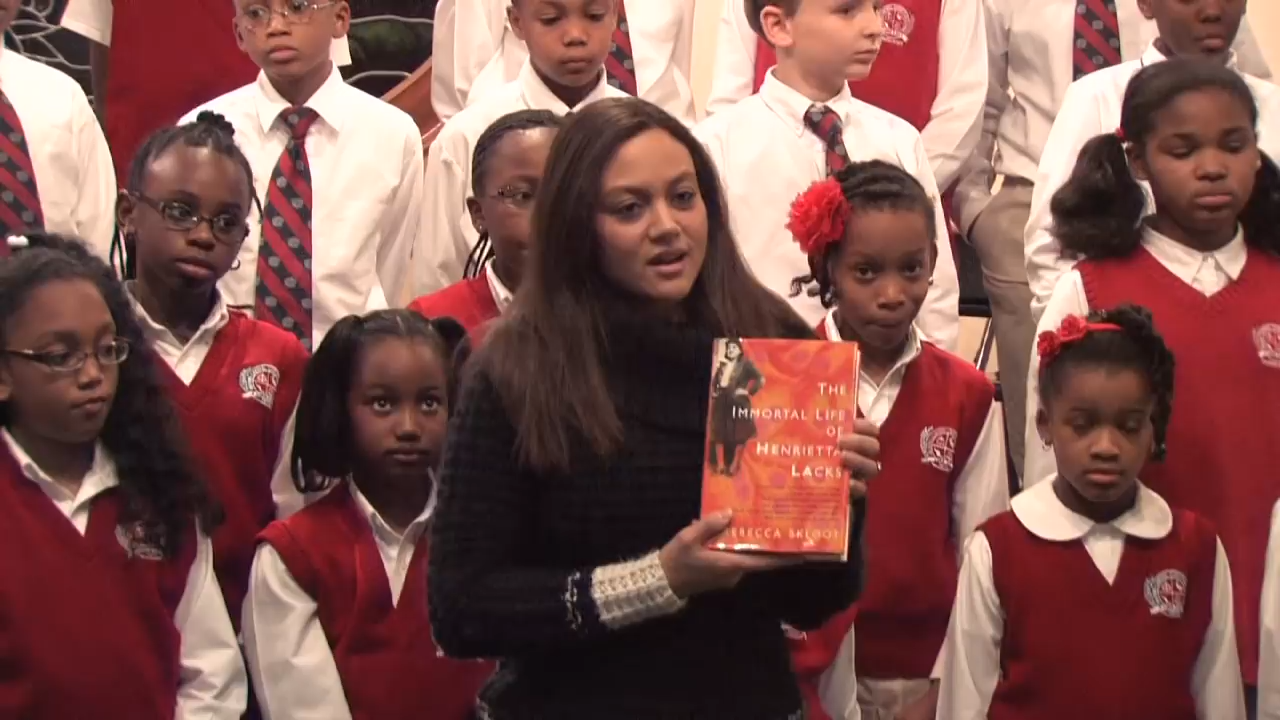 THE
IMMORTAL LIFE
OF
HENRIETTA
LACKS
REBECCA SKLOOT